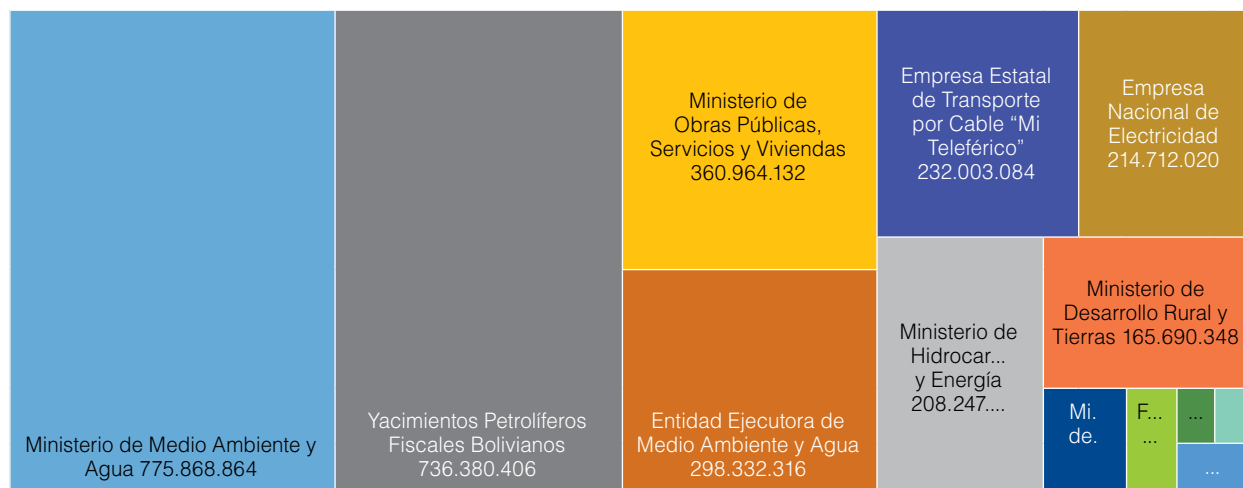 Ministerio de Medio Ambiente y
Agua 775.868.864
Yacimientos Petrolíferos
Fiscales Bolivianos
736.380.406
Ministerio de
Obras Públicas,
Servicios y Viviendas
360.964.132
Entidad Ejecutora de
Medio Ambiente y Agua
298.332.316
Empresa Estatal
de Transporte
por Cable “Mi
Teleférico”
232.003.084
Empresa
Nacional de
Electricidad
214.712.020
Ministerio de
Hidrocar...
y Energía
208.247....
Ministerio de
Desarrollo Rural y
Tierras 165.690.348
Mi.
de.
F...
...
...
...